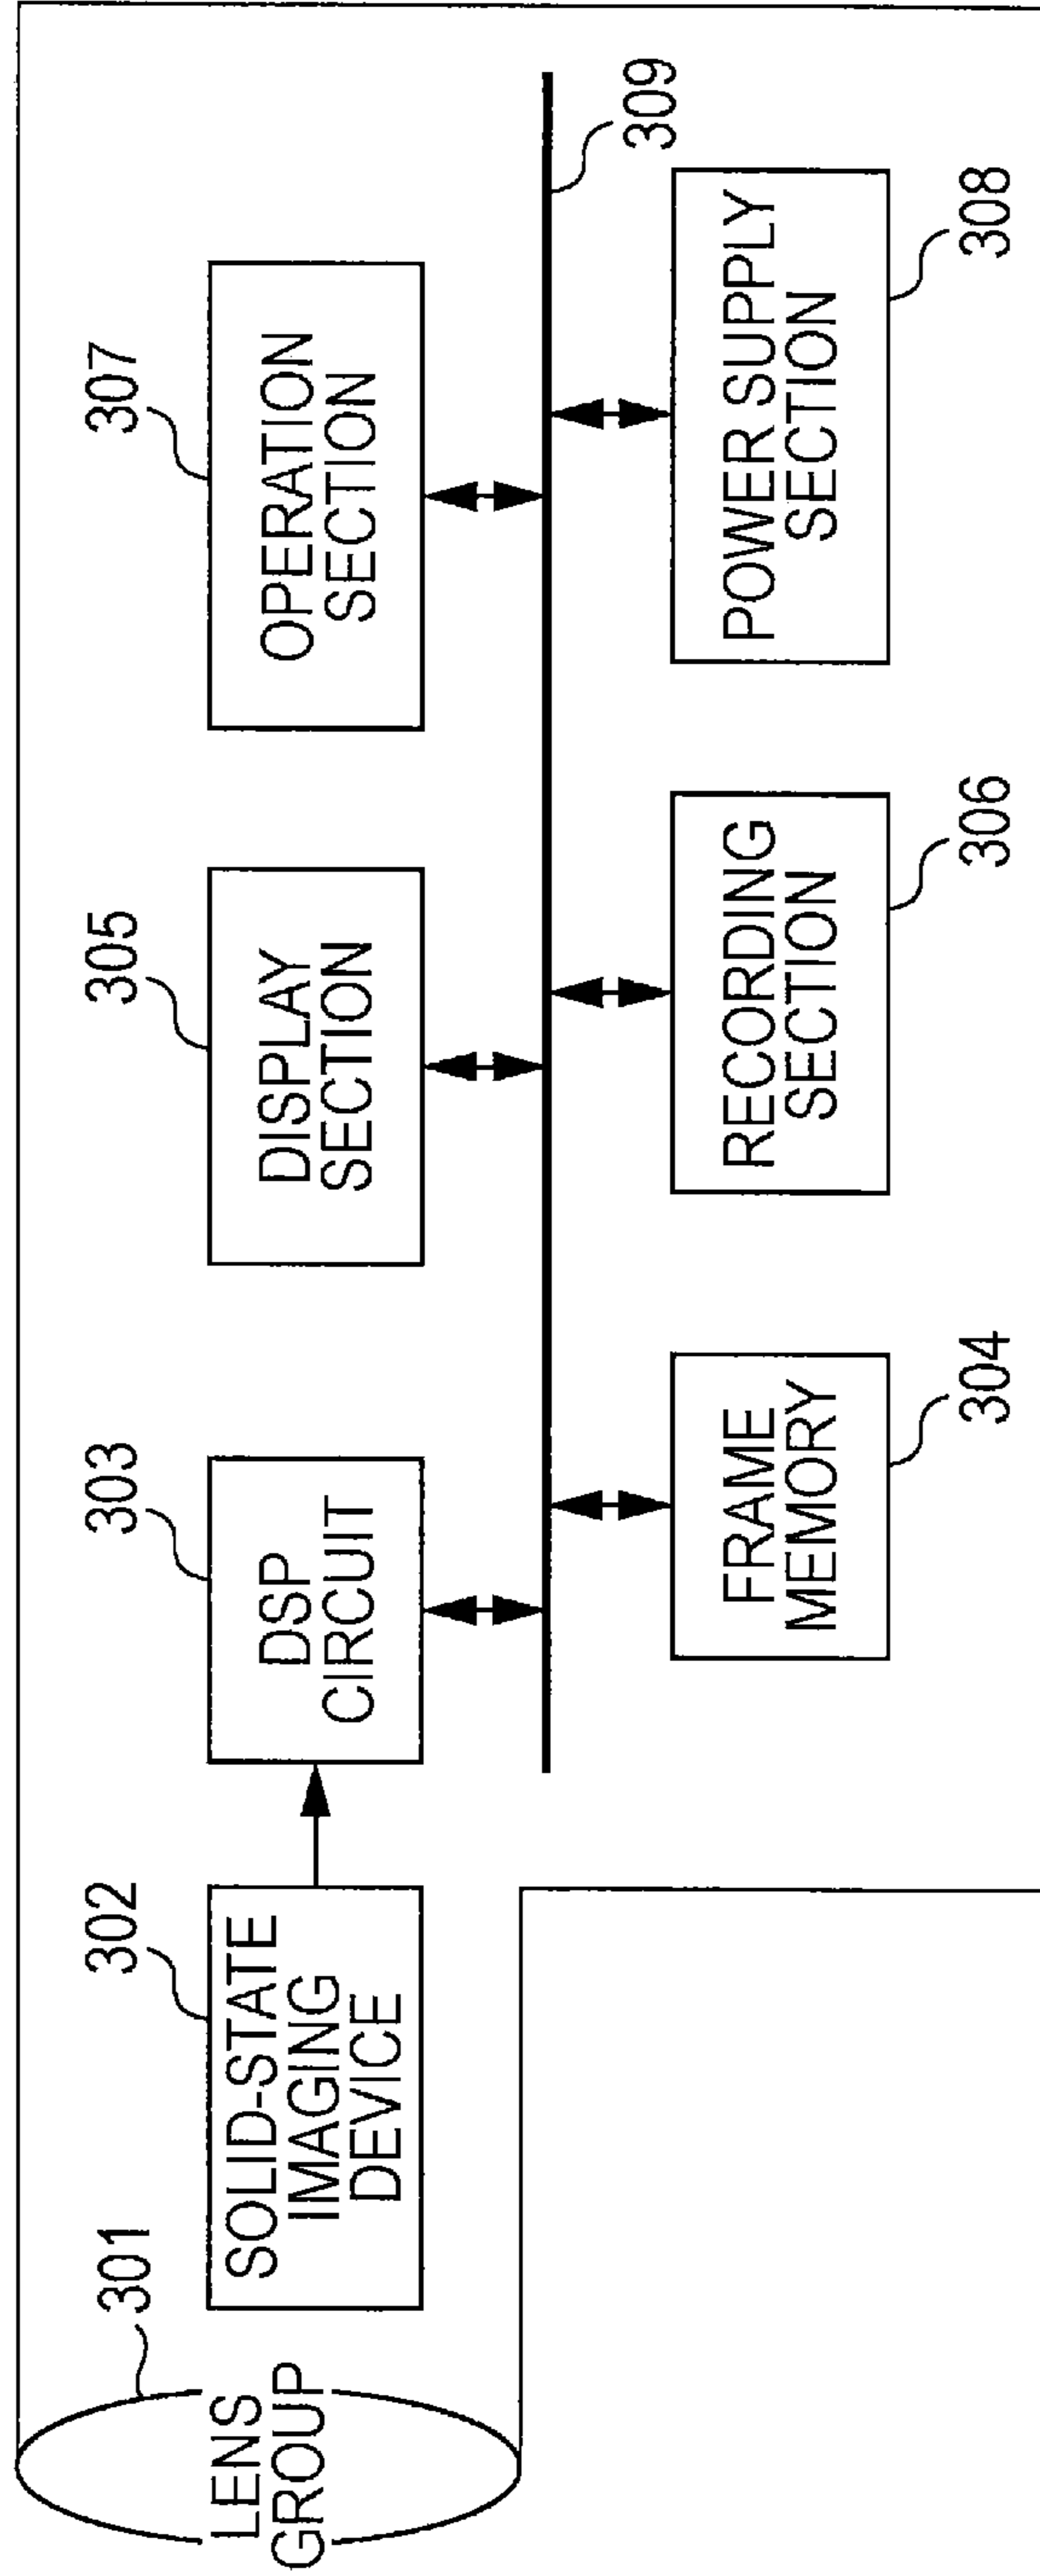 301
LENS
GROUP
302
SOLID-STATE
IMAGING
DEVICE
303
DSP
CIRCUIT
305
DISPLAY
SECTION
307
OPERATION
SECTION
309
FRAME
MEMORY
304
RECORDING
SECTION
306
POWER SUPPLY
SECTION
308